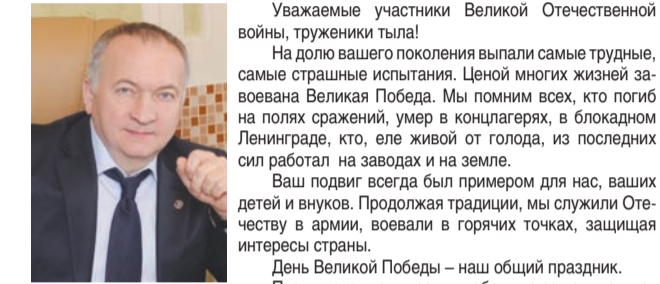 Уважаемые участники Великой Отечественной
войны, труженики тыла!
На долю вашего поколения выпали самые трудные,
самые страшные испытания. Ценой многих жизней за-
воевана Великая Победа. Мы помним всех, кто погиб
на полях сражений, умер в концлагерях, в блокадном
Ленинграде, кто, еле живой от голода, из последних
сил работал на заводах и на земле.
Ваш подвиг всегда был примером для нас, ваших
детей и внуков. Продолжая традиции, мы служили Оте-
честву в армии, воевали в горячих точках, защищая
интересы страны.
День Великой Победы – наш общий праздник.